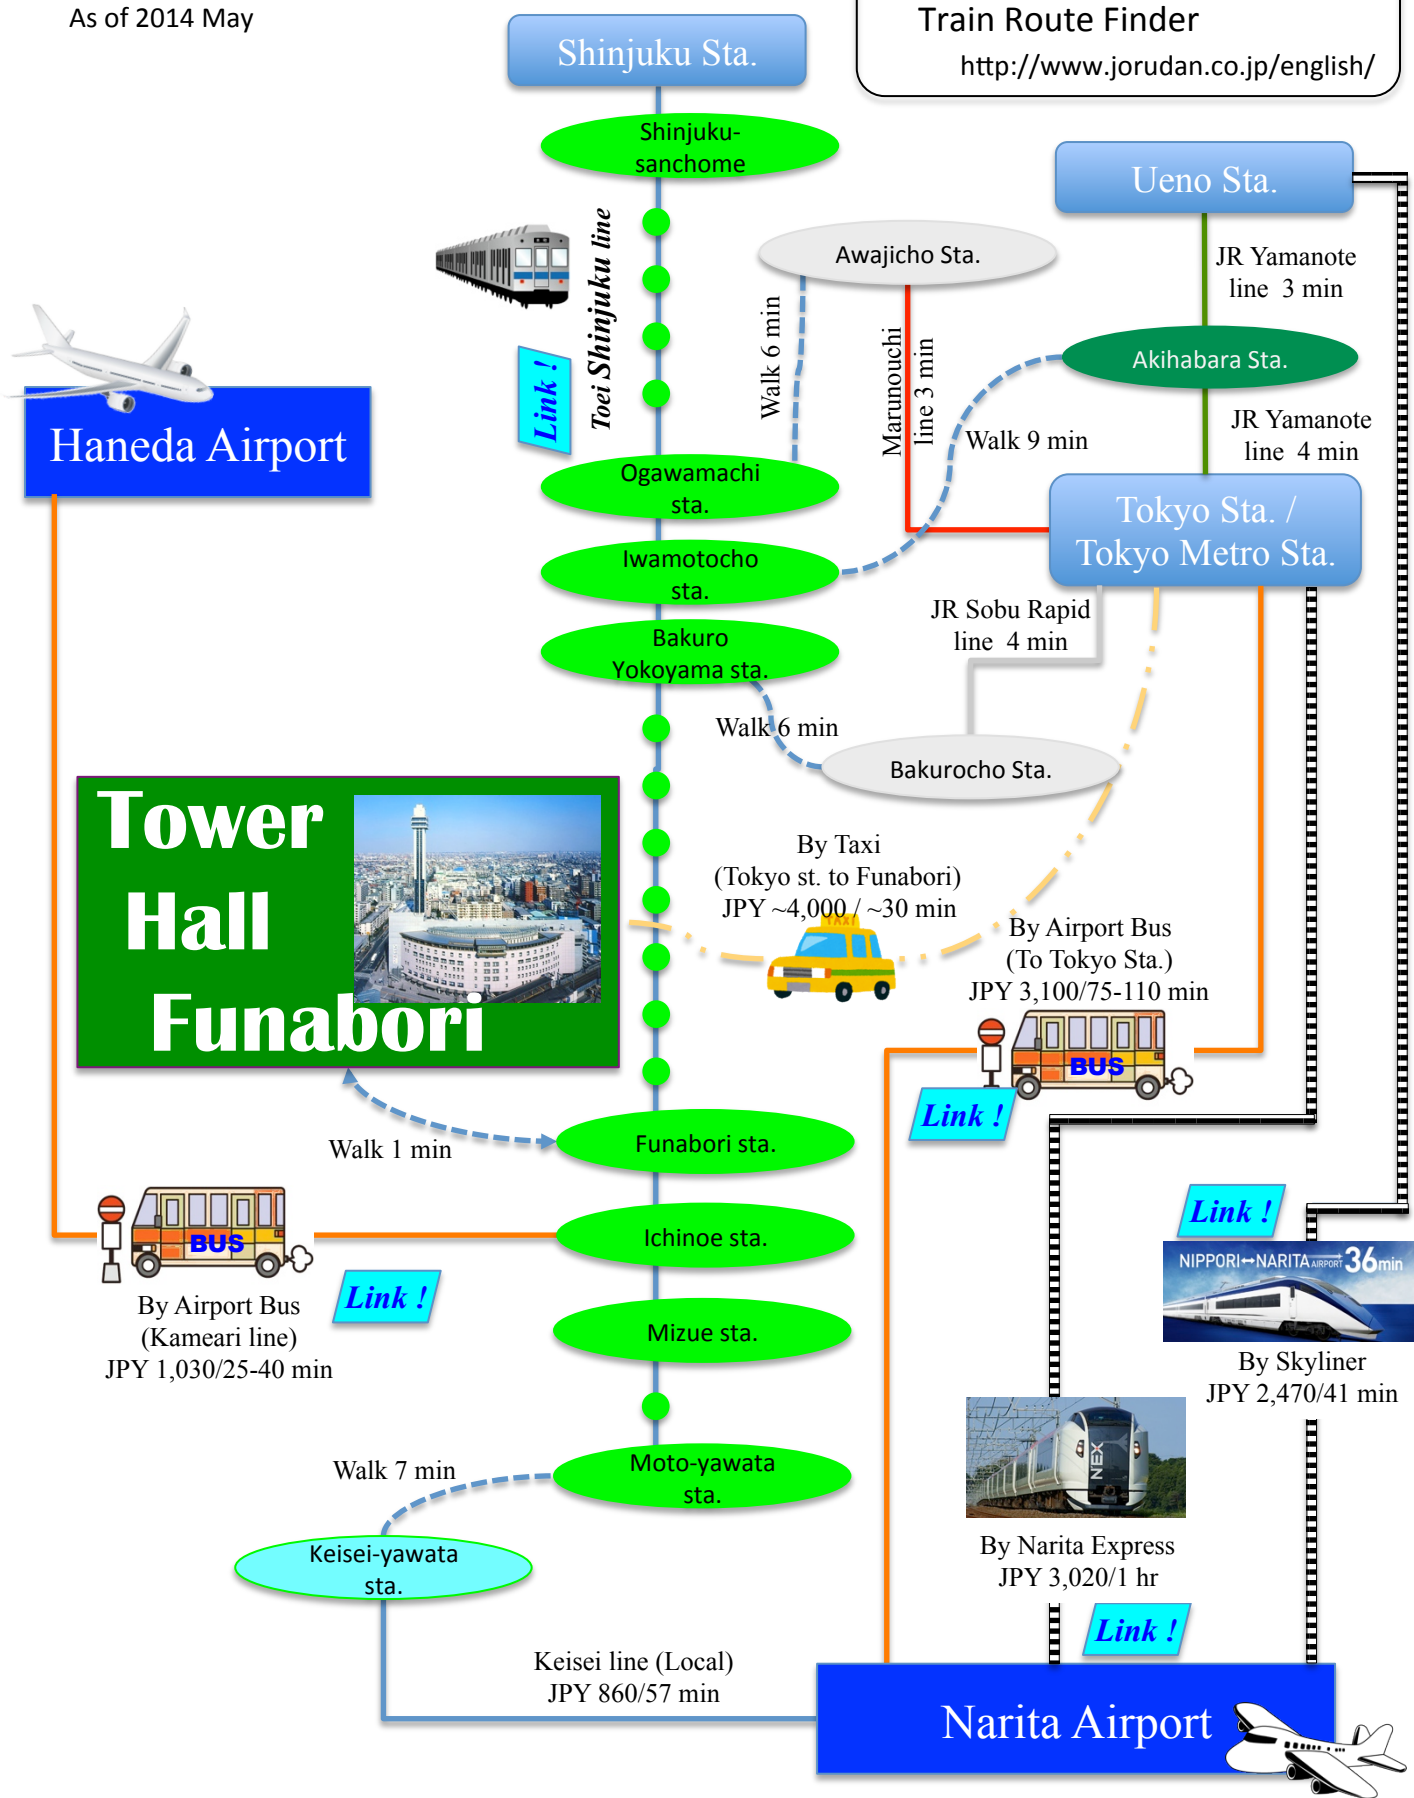 As of 2014 May
Train Route Finder
http://www.jorudan.co.jp/english/
Shinjuku Sta.
Shinjuku-
sanchome
Ueno Sta.
Toei Shinjuku line
Link !
Awajicho Sta.
JR Yamanote
line 3 min
Walk 6 min
Marunouchi
line 3 min
Akihabara Sta.
Haneda Airport
Walk 9 min
JR Yamanote
line 4 min
Ogawamachi
sta.
Tokyo Sta. /
Tokyo Metro Sta.
Iwamotocho
sta.
JR Sobu Rapid
line 4 min
Bakuro
Yokoyama sta.
Walk 6 min
Bakurocho Sta.
Tower
Hall
Funabori
By Taxi
(Tokyo st. to Funabori)
JPY ~4,000 / ~30 min
TAXI
By Airport Bus
(To Tokyo Sta.)
JPY 3,100/75-110 min
BUS
Link !
Walk 1 min
Funabori sta.
Ichinoe sta.
BUS
Link !
By Airport Bus
(Kameari line)
JPY 1,030/25-40 min
Link !
NIPPORI↔NARITA AIRPORT 36min
By Skyliner
JPY 2,470/41 min
Mizue sta.
NEX
By Narita Express
JPY 3,020/1 hr
Link !
Walk 7 min
Moto-yawata
sta.
Keisei-yawata
sta.
Keisei line (Local)
JPY 860/57 min
Narita Airport